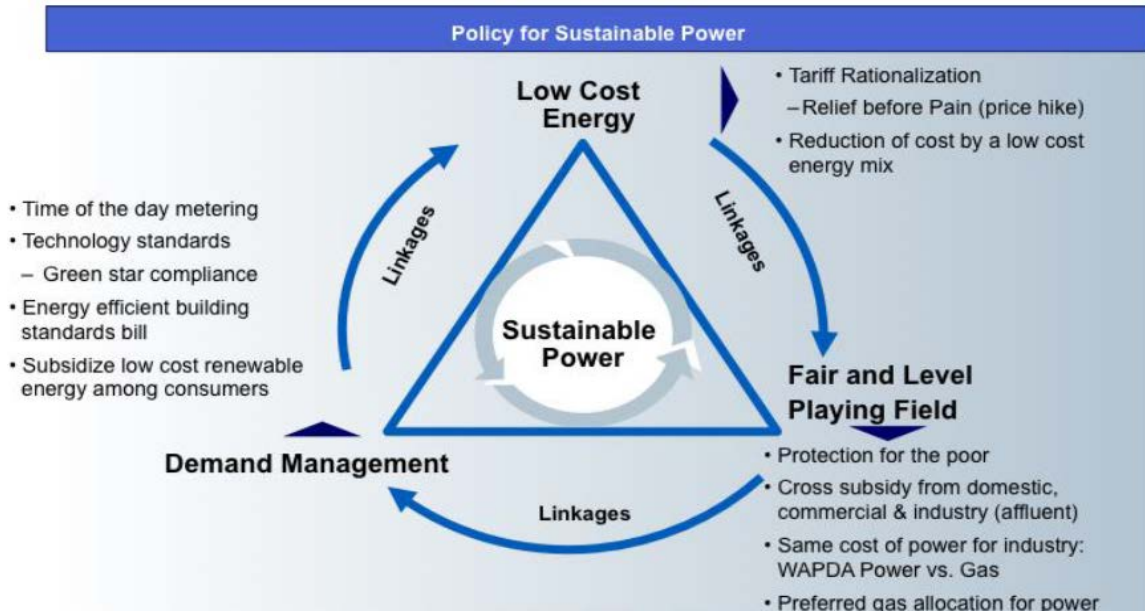 Policy for Sustainable Power
Low Cost
Energy
• Tariff Rationalization
–Relief before Pain (price hike)
• Reduction of cost by a low cost
energy mix
Linkages
Linkages
• Time of the day metering
• Technology standards
– Green star compliance
• Energy efficient building
standards bill
• Subsidize low cost renewable
energy among consumers
Sustainable
Power
Fair and Level
Playing Field
Demand Management
• Protection for the poor
• Cross subsidy from domestic,
commercial & industry (affluent)
• Same cost of power for industry:
WAPDA Power vs. Gas
• Preferred gas allocation for power
Linkages